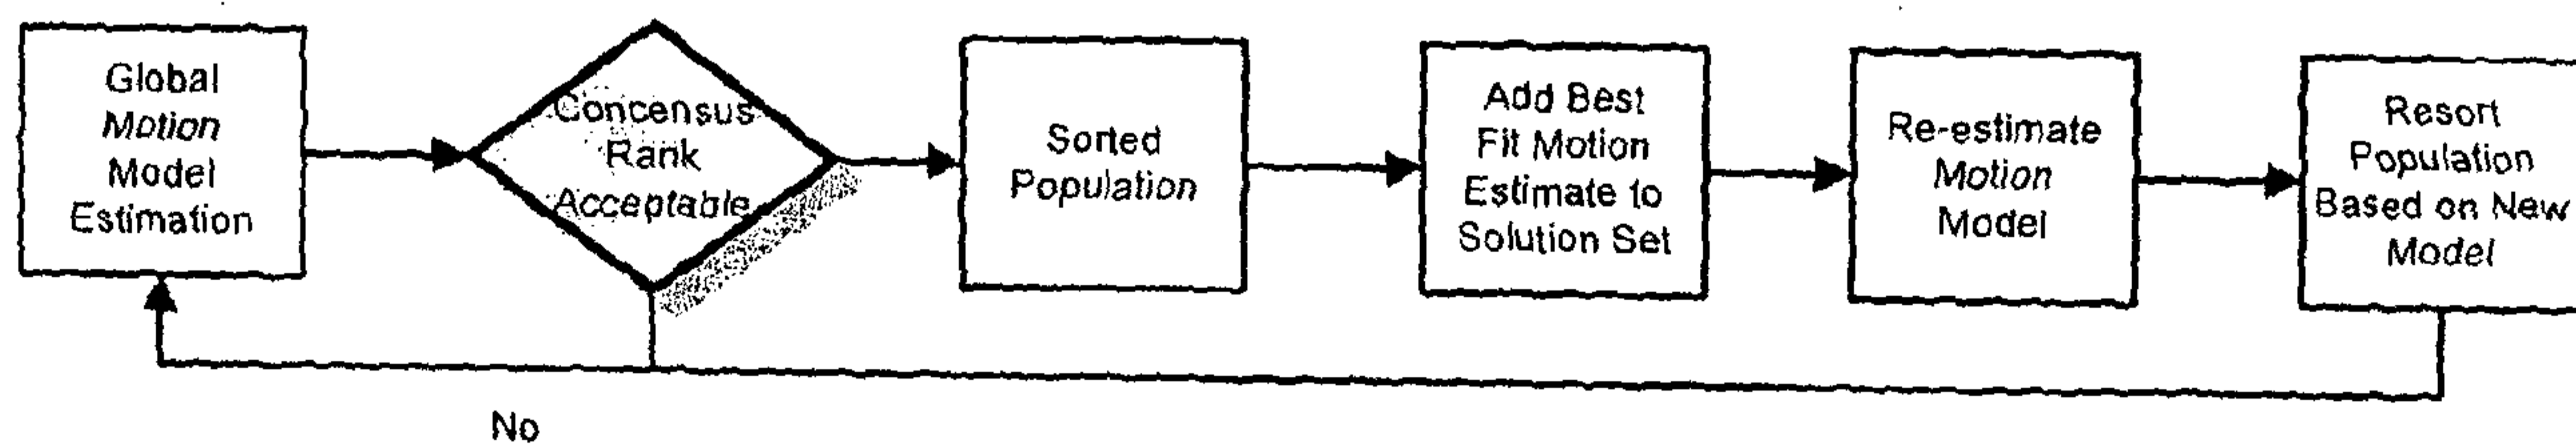 Global
Motion
Model
Estimation
Concensus
Rank
Acceptable
Sorted
Population
Add Best
Fit Motion
Estimate to
Solution Set
Re-estimate
Motion
Model
Resort
Population
Based on New
Model
No